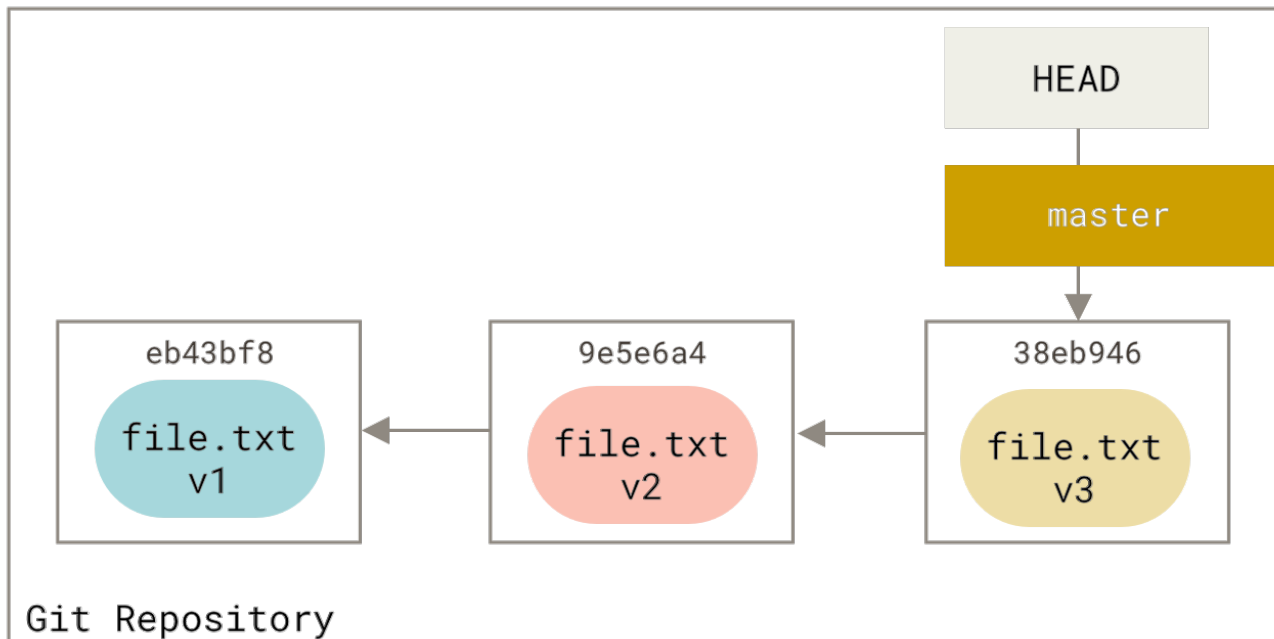 HEAD
master
eb43bf8
file.txt
v1
9e5e6a4
file.txt
v2
38eb946
file.txt
v3
Git Repository